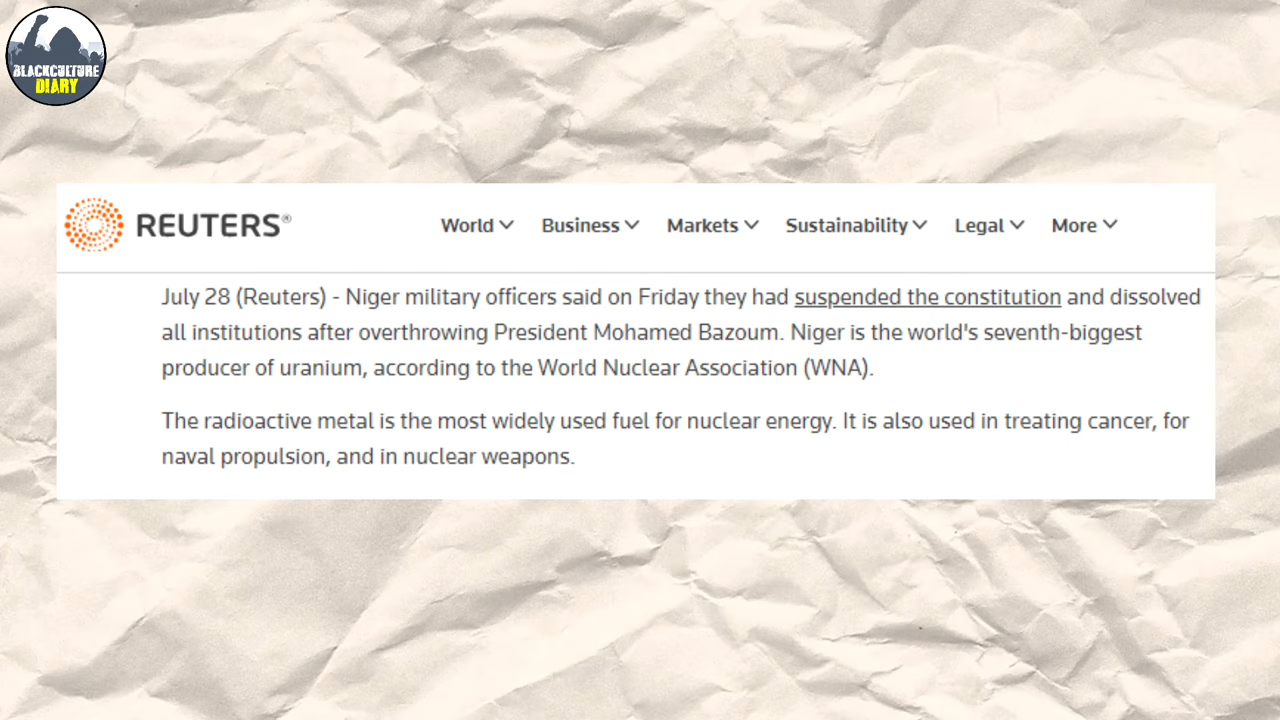 BLACKCULTURE
DIARY
REUTERS®
World Business Markets Sustainability Legal More
July 28 (Reuters) - Niger military officers said on Friday they had suspended the constitution and dissolved
all institutions after overthrowing President Mohamed Bazoum. Niger is the world's seventh-biggest
producer of uranium, according to the World Nuclear Association (WNA).
The radioactive metal is the most widely used fuel for nuclear energy. It is also used in treating cancer, for
naval propulsion, and in nuclear weapons.